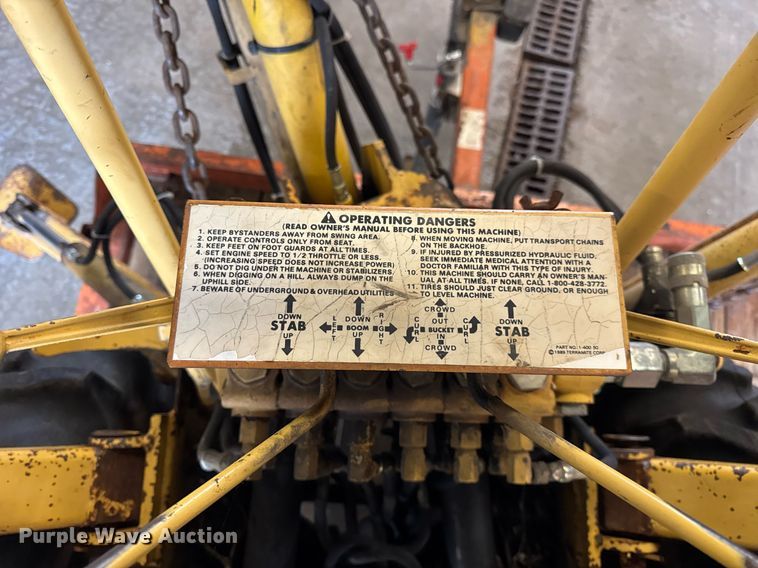 ⚠ OPERATING DANGERS
(READ OWNER'S MANUAL BEFORE USING THIS MACHINE)
1. KEEP BYSTANDERS AWAY FROM SWING AREA.
2. OPERATE CONTROLS ONLY FROM SEAT.
3. KEEP FEET ON FOOT GUARDS AT ALL TIMES.
4. SET ENGINE SPEED TO 1/2 THROTTLE OR LESS.
(INCREASING SPEED DOES NOT INCREASE POWER)
5. DO NOT DIG UNDER THE MACHINE OR STABILIZERS.
6. WHEN DIGGING ON A HILL, ALWAYS DUMP ON THE
UPHILL SIDE.
7. BEWARE OF UNDERGROUND & OVERHEAD UTILITIES
8. WHEN MOVING MACHINE, PUT TRANSPORT CHAINS
ON THE BACKHOE.
9. IF INJURED BY PRESSURIZED HYDRAULIC FLUID,
SEEK IMMEDIATE MEDICAL ATTENTION WITH A
DOCTOR FAMILIAR WITH THIS TYPE OF INJURY.
10. THIS MACHINE SHOULD CARRY AN OWNER'S MAN-
UAL AT ALL TIMES. IF NONE, CALL 1-800-428-3772.
11. TIRES SHOULD JUST CLEAR GROUND, OR ENOUGH
TO LEVEL MACHINE.
DOWN
STAB
UP
DOWN
LEFT BOOM RIGHT
UP
CROWD
OUT
CURL BUCKET CURL
IN
CROWD
DOWN
STAB
UP
PART NO. 1-400 50
©1989 TERRAMITE CORP.
Purple Wave Auction